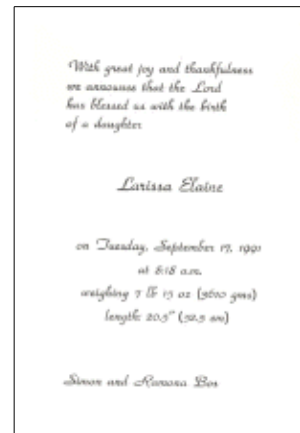 With great joy and thankfulness
we announce that the Lord
has blessed us with the birth
of a daughter
Larissa Elaine
on Tuesday, September 17, 1991
at 8:18 a.m.
weighing 7 lb 15 oz (3600 gms)
length: 20.5" (52.5 cm)
Simon and Ramona Bos